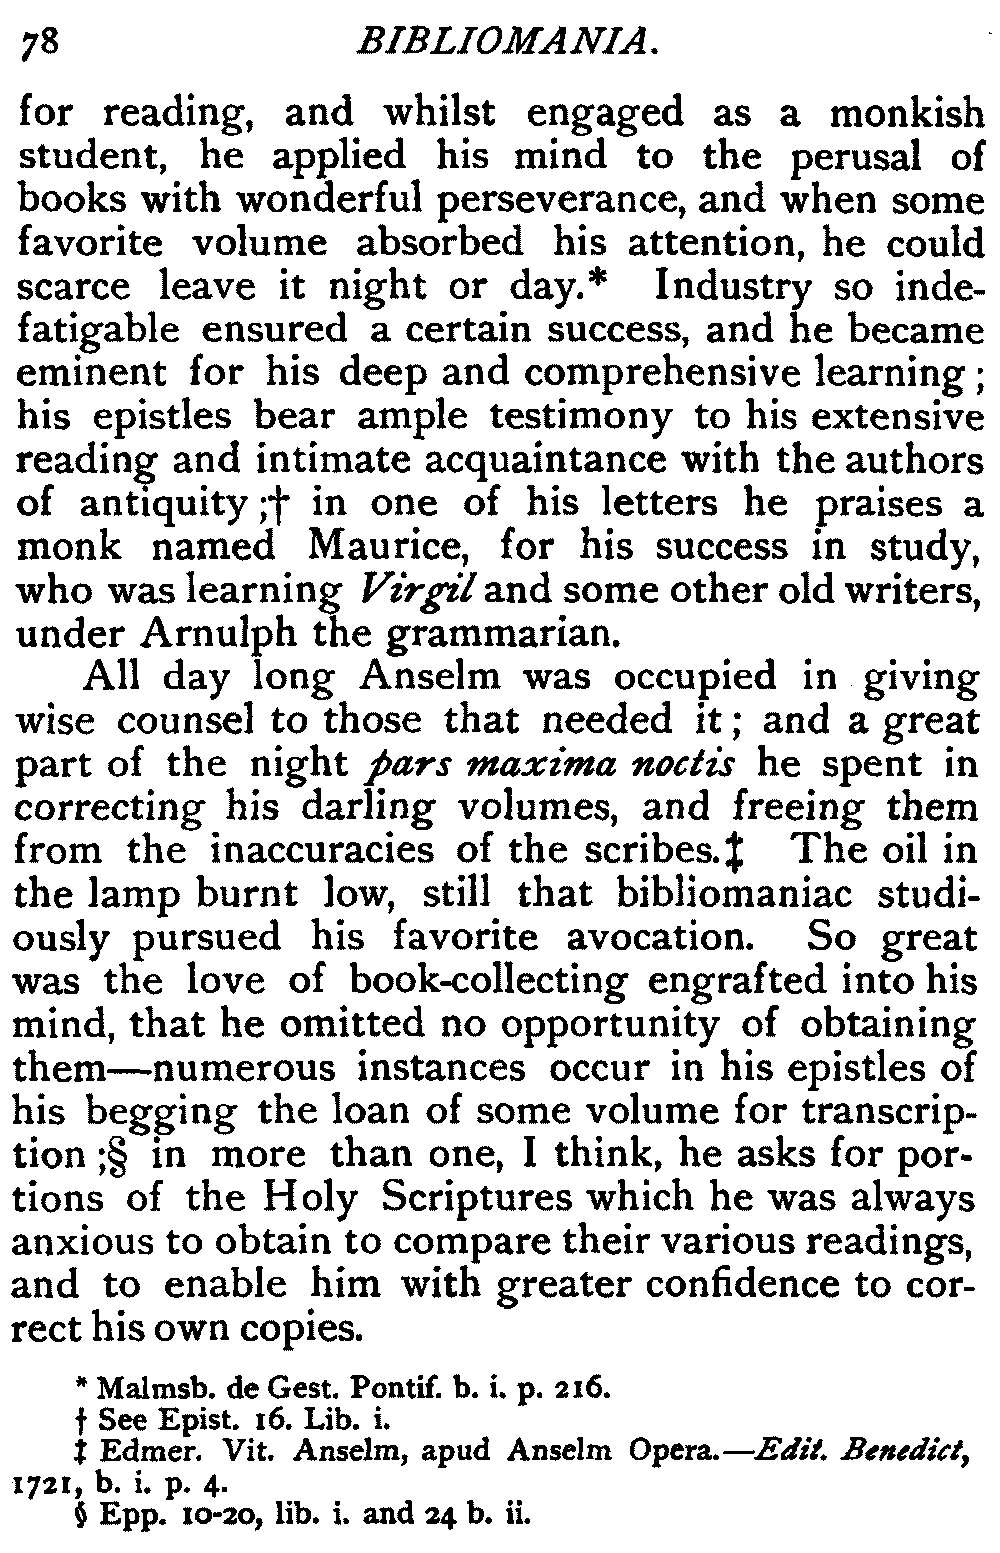 78 BIBLIOMANIA.
for reading, and whilst engaged as a monkish
student, he applied his mind to the perusal of
books with wonderful perseverance, and when some
favorite volume absorbed his attention, he could
scarce leave it night or day.* Industry so inde-
fatigable ensured a certain success, and he became
eminent for his deep and comprehensive learning;
his epistles bear ample testimony to his extensive
reading and intimate acquaintance with the authors
of antiquity;† in one of his letters he praises a
monk named Maurice, for his success in study,
who was learning Virgil and some other old writers,
under Arnulph the grammarian.
All day long Anselm was occupied in giving
wise counsel to those that needed it; and a great
part of the night pars maxima noctis he spent in
correcting his darling volumes, and freeing them
from the inaccuracies of the scribes.‡ The oil in
the lamp burnt low, still that bibliomaniac studi-
ously pursued his favorite avocation. So great
was the love of book-collecting engrafted into his
mind, that he omitted no opportunity of obtaining
them—numerous instances occur in his epistles of
his begging the loan of some volume for transcrip-
tion;§ in more than one, I think, he asks for por-
tions of the Holy Scriptures which he was always
anxious to obtain to compare their various readings,
and to enable him with greater confidence to cor-
rect his own copies.
* Malmsb. de Gest. Pontif. b. i. p. 216.
† See Epist. 16. Lib. i.
‡ Edmer. Vit. Anselm, apud Anselm Opera.—Edit. Benedict,
1721, b. i. p. 4.
§ Epp. 10-20, lib. i. and 24 b. ii.